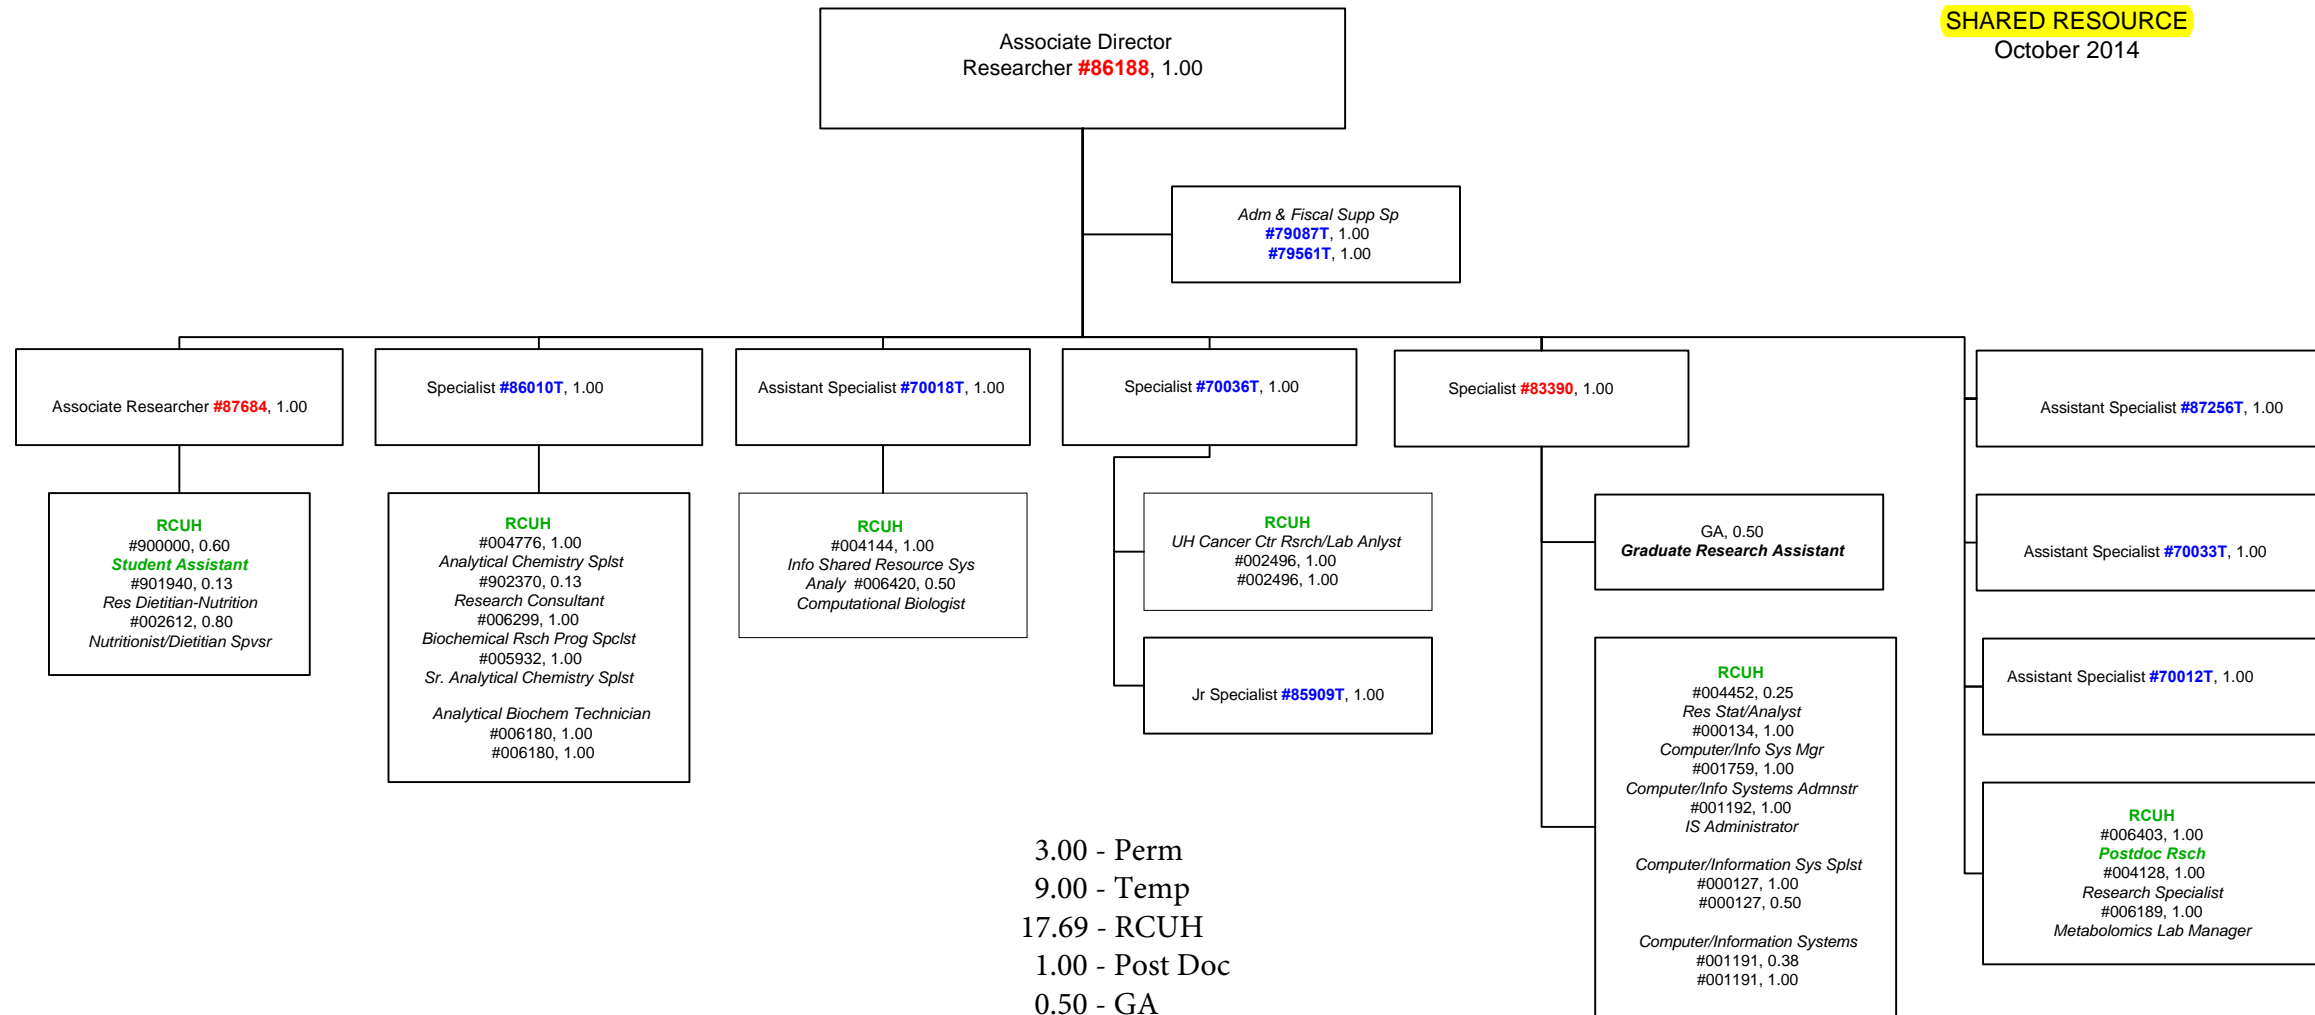 SHARED RESOURCE
October 2014
Associate Director
Researcher #86188, 1.00
Adm & Fiscal Supp Sp
#79087T, 1.00
#79561T, 1.00
Associate Researcher #87684, 1.00
Specialist #86010T, 1.00
Assistant Specialist #70018T, 1.00
Specialist #70036T, 1.00
Specialist #83390, 1.00
Assistant Specialist #87256T, 1.00
RCUH
#900000, 0.60
Student Assistant
#901940, 0.13
Res Dietitian-Nutrition
#002612, 0.80
Nutritionist/Dietitian Spvsr
RCUH
#004776, 1.00
Analytical Chemistry Splst
#902370, 0.13
Research Consultant
#006299, 1.00
Biochemical Rsch Prog Spclst
#005932, 1.00
Sr. Analytical Chemistry Splst
Analytical Biochem Technician
#006180, 1.00
#006180, 1.00
RCUH
#004144, 1.00
Info Shared Resource Sys
Analy #006420, 0.50
Computational Biologist
RCUH
UH Cancer Ctr Rsrch/Lab Anlyst
#002496, 1.00
#002496, 1.00
Jr Specialist #85909T, 1.00
GA, 0.50
Graduate Research Assistant
RCUH
#004452, 0.25
Res Stat/Analyst
#000134, 1.00
Computer/Info Sys Mgr
#001759, 1.00
Computer/Info Systems Admnstr
#001192, 1.00
IS Administrator
Computer/Information Sys Splst
#000127, 1.00
#000127, 0.50
Computer/Information Systems
#001191, 0.38
#001191, 1.00
Assistant Specialist #70033T, 1.00
Assistant Specialist #70012T, 1.00
RCUH
#006403, 1.00
Postdoc Rsch
#004128, 1.00
Research Specialist
#006189, 1.00
Metabolomics Lab Manager
3.00 - Perm
9.00 - Temp
17.69 - RCUH
1.00 - Post Doc
0.50 - GA